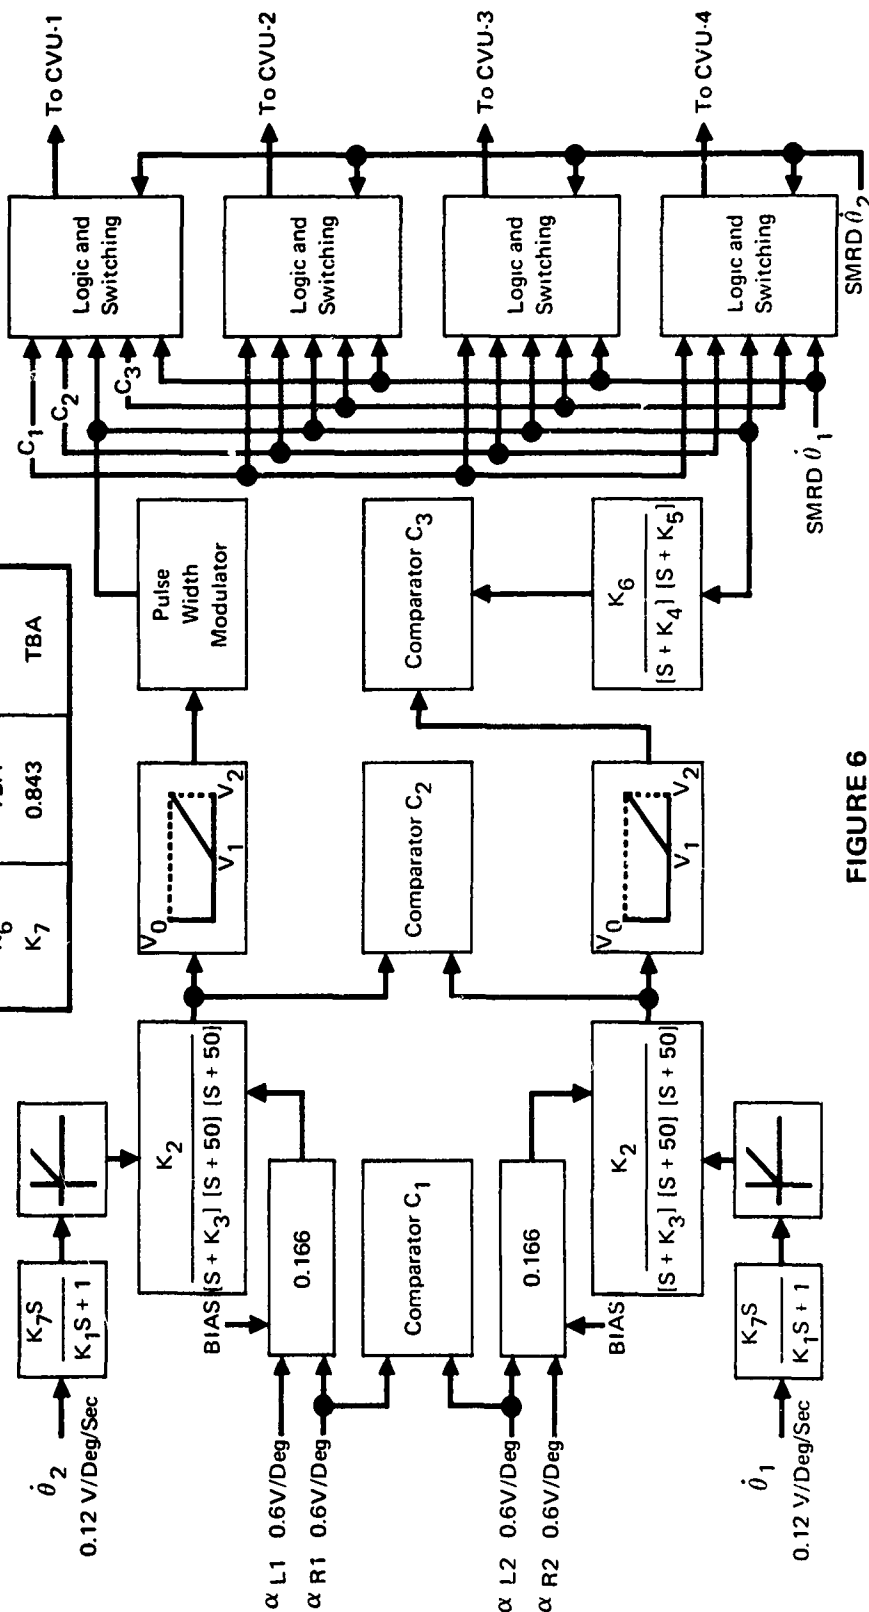 K6
K7 0.843 TBA
θ̇2
0.12 V/Deg/Sec
K7S
K1S + 1
K2
[S + K3] [S + 50] [S + 50]
V0 V1 V2
Pulse
Width
Modulator
BIAS
α L1 0.6V/Deg
α R1 0.6V/Deg
0.166
Comparator C1
Comparator C2
Comparator C3
α L2 0.6V/Deg
α R2 0.6V/Deg
0.166
BIAS
K2
[S + K3] [S + 50] [S + 50]
V0 V1 V2
K6
[S + K4] [S + K5]
θ̇1
0.12 V/Deg/Sec
K7S
K1S + 1
C1
C2
C3
Logic and
Switching
To CVU-1
Logic and
Switching
To CVU-2
Logic and
Switching
To CVU-3
Logic and
Switching
To CVU-4
SMRD θ̇1
SMRD θ̇2
FIGURE 6